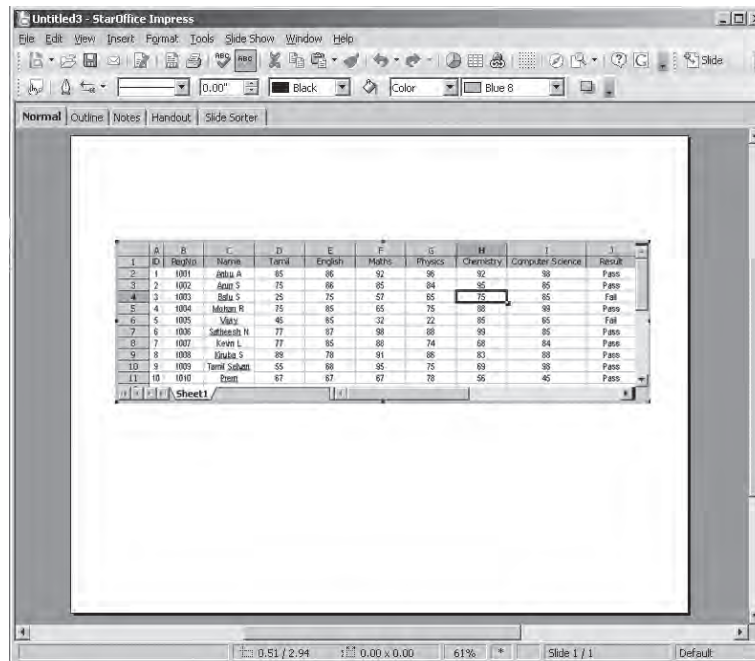 Untitled3 - StarOffice Impress
File Edit View Insert Format Tools Slide Show Window Help
ABC ABC Slide
0.00" Black Color Blue 8
Normal Outline Notes Handout Slide Sorter
A B C D E F G H I J
1 ID RegNo Name Tamil English Maths Physics Chemistry Computer Science Result
2 1 1001 Anbu A 85 86 92 96 92 98 Pass
3 2 1002 Arun S 75 66 85 84 95 85 Pass
4 3 1003 Balu S 25 75 57 65 75 85 Fail
5 4 1004 Mohan R 75 85 65 75 88 99 Pass
6 5 1005 Vijay 45 85 32 22 85 65 Fail
7 6 1006 Satheesh N 77 87 98 88 99 85 Pass
8 7 1007 Kevin L 77 85 88 74 68 84 Pass
9 8 1008 Kiruba S 89 78 91 86 83 88 Pass
10 9 1009 Tamil Selvan 55 68 95 75 69 98 Pass
11 10 1010 Prem 67 67 67 78 56 45 Pass
Sheet1
0.51 / 2.94 0.00 x 0.00 61% * Slide 1 / 1 Default